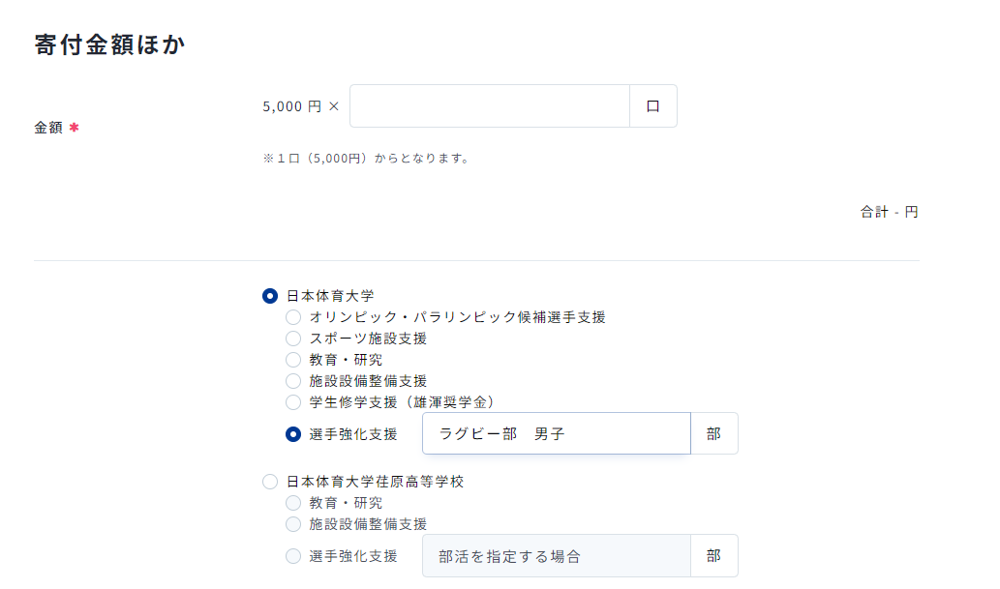 寄付金額ほか
5,000 円 × 口
金額 *
※１口（5,000円）からとなります。
合計 - 円
日本体育大学
オリンピック・パラリンピック候補選手支援
スポーツ施設支援
教育・研究
施設設備整備支援
学生修学支援（雄渾奨学金）
選手強化支援 ラグビー部　男子 部
日本体育大学荏原高等学校
教育・研究
施設設備整備支援
選手強化支援 部活を指定する場合 部